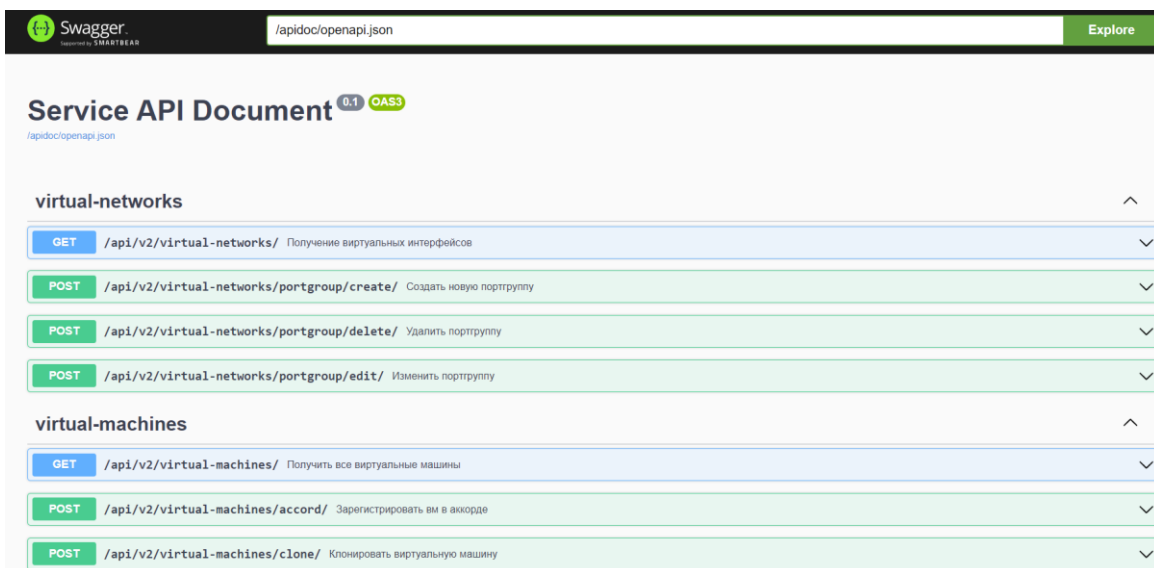 Swagger.
Supported by SMARTBEAR
/apidoc/openapi.json
Explore
Service API Document 0.1 OAS3
/apidoc/openapi.json
virtual-networks
GET /api/v2/virtual-networks/ Получение виртуальных интерфейсов
POST /api/v2/virtual-networks/portgroup/create/ Создать новую портгруппу
POST /api/v2/virtual-networks/portgroup/delete/ Удалить портгруппу
POST /api/v2/virtual-networks/portgroup/edit/ Изменить портгруппу
virtual-machines
GET /api/v2/virtual-machines/ Получить все виртуальные машины
POST /api/v2/virtual-machines/accord/ Зарегистрировать вм в аккорде
POST /api/v2/virtual-machines/clone/ Клонировать виртуальную машину